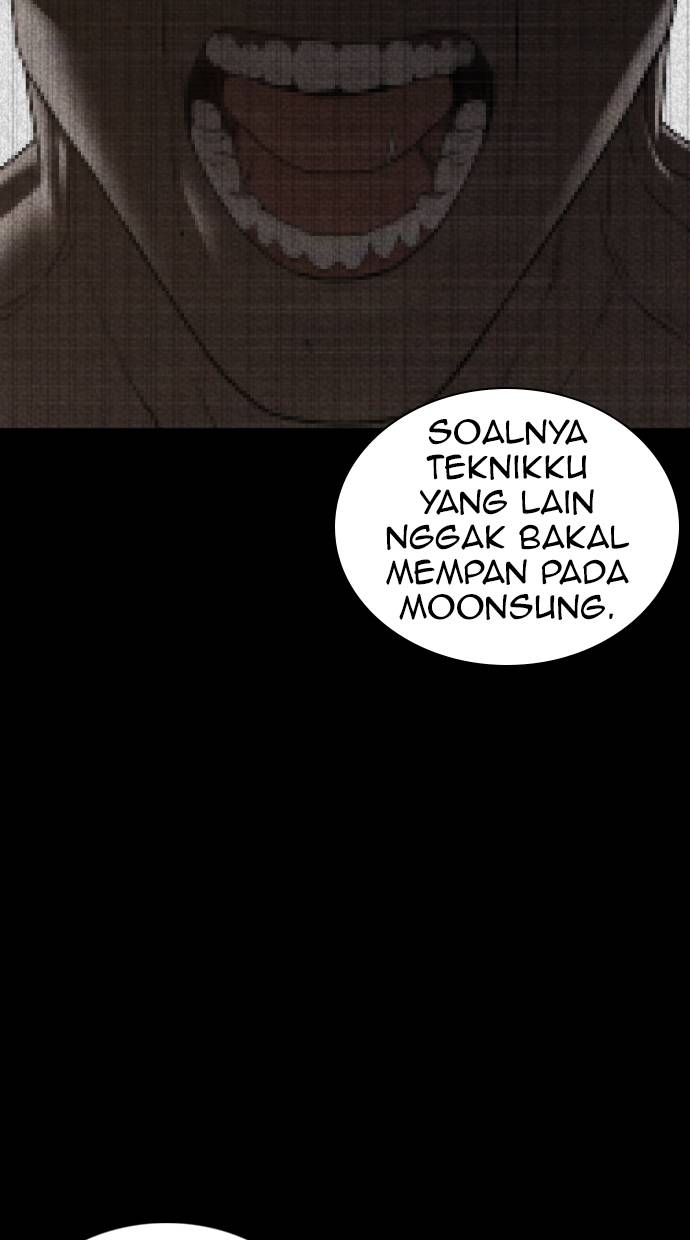 SOALNYA
TEKNIKKU
YANG LAIN
NGGAK BAKAL
MEMPAN PADA
MOONSUNG.